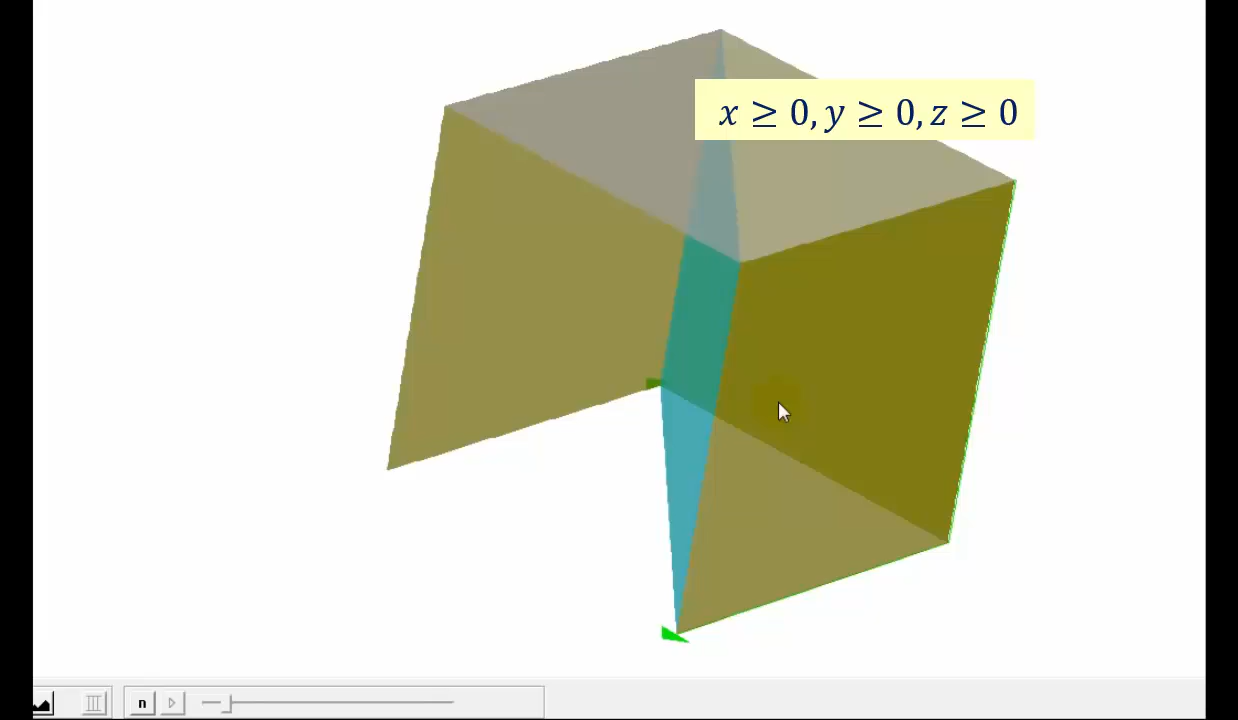 x ≥ 0, y ≥ 0, z ≥ 0
n